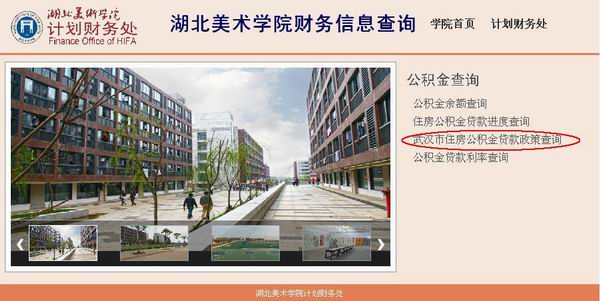 湖北美术学院
计划财务处
Finance Office of HIFA
湖北美术学院财务信息查询
学院首页 计划财务处
公积金查询
公积金余额查询
住房公积金贷款进度查询
武汉市住房公积金贷款政策查询
公积金贷款利率查询
湖北美术学院计划财务处